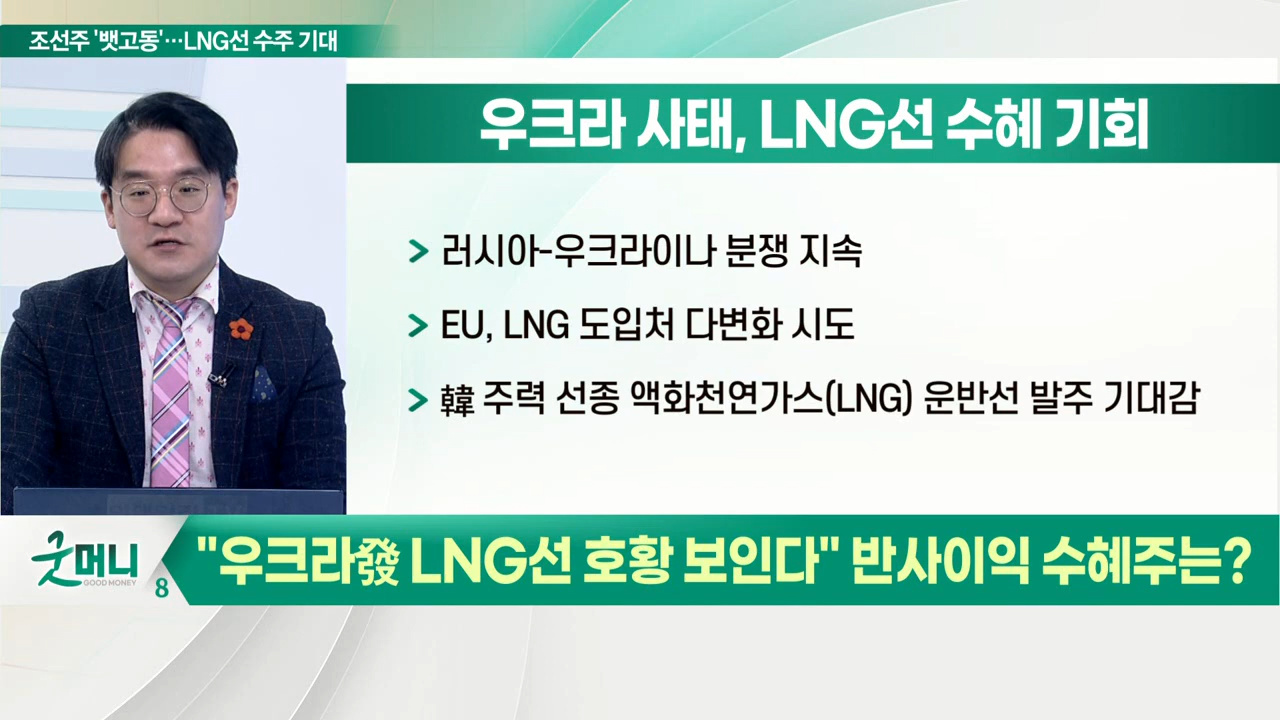 조선주 '뱃고동'…LNG선 수주 기대
우크라 사태, LNG선 수혜 기회
> 러시아-우크라이나 분쟁 지속
> EU, LNG 도입처 다변화 시도
> 韓 주력 선종 액화천연가스(LNG) 운반선 발주 기대감
굿머니
GOOD MONEY
8
"우크라發 LNG선 호황 보인다" 반사이익 수혜주는?